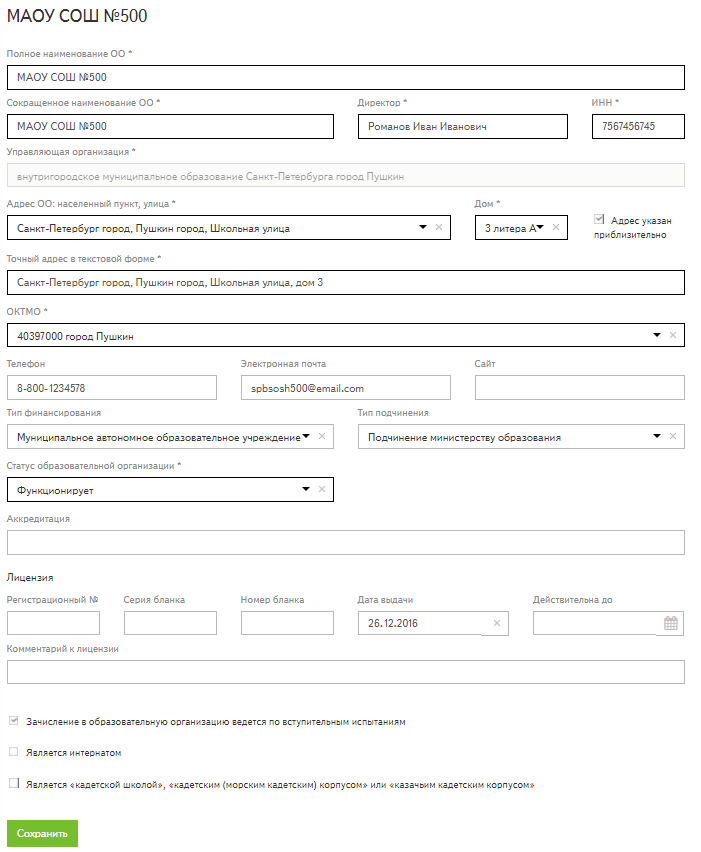 МАОУ СОШ №500
Полное наименование ОО *
МАОУ СОШ №500
Сокращенное наименование ОО * Директор * ИНН *
МАОУ СОШ №500 Романов Иван Иванович 7567456745
Управляющая организация *
внутригородское муниципальное образование Санкт-Петербурга город Пушкин
Адрес ОО: населенный пункт, улица * Дом *
Санкт-Петербург город, Пушкин город, Школьная улица 3 литера А Адрес указан
приблизительно
Точный адрес в текстовой форме *
Санкт-Петербург город, Пушкин город, Школьная улица, дом 3
ОКТМО *
40397000 город Пушкин
Телефон Электронная почта Сайт
8-800-1234578 spbsosh500@email.com
Тип финансирования Тип подчинения
Муниципальное автономное образовательное учреждение Подчинение министерству образования
Статус образовательной организации *
Функционирует
Аккредитация
Лицензия
Регистрационный № Серия бланка Номер бланка Дата выдачи Действительна до
26.12.2016
Комментарий к лицензии
Зачисление в образовательную организацию ведется по вступительным испытаниям
Является интернатом
Является «кадетской школой», «кадетским (морским кадетским) корпусом» или «казачьим кадетским корпусом»
Сохранить